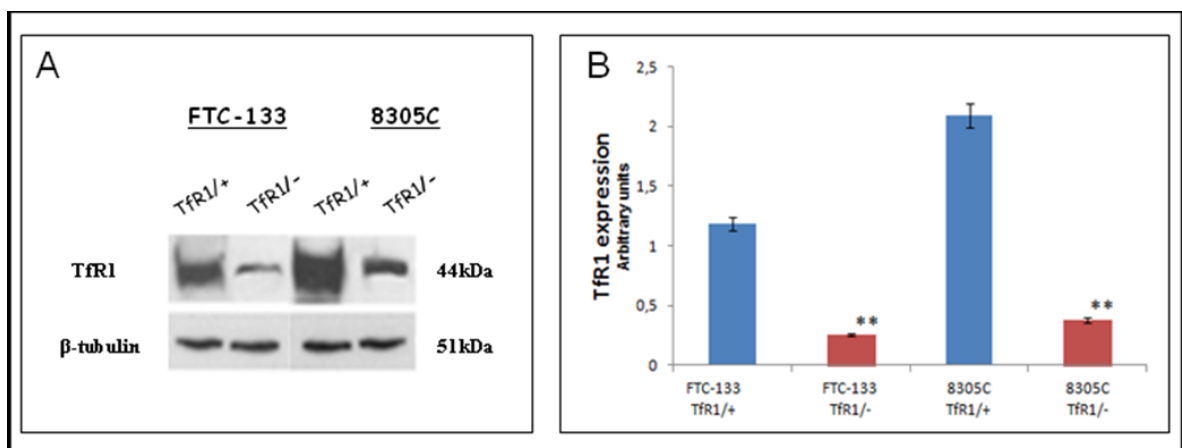 A
FTC-133 8305C
TfR1/+ TfR1/- TfR1/+ TfR1/-
TfR1 44kDa
β-tubulin 51kDa
B
TfR1 expression
Arbitrary units
2,5
2
1,5
1
0,5
0
**
**
FTC-133
TfR1/+
FTC-133
TfR1/-
8305C
TfR1/+
8305C
TfR1/-